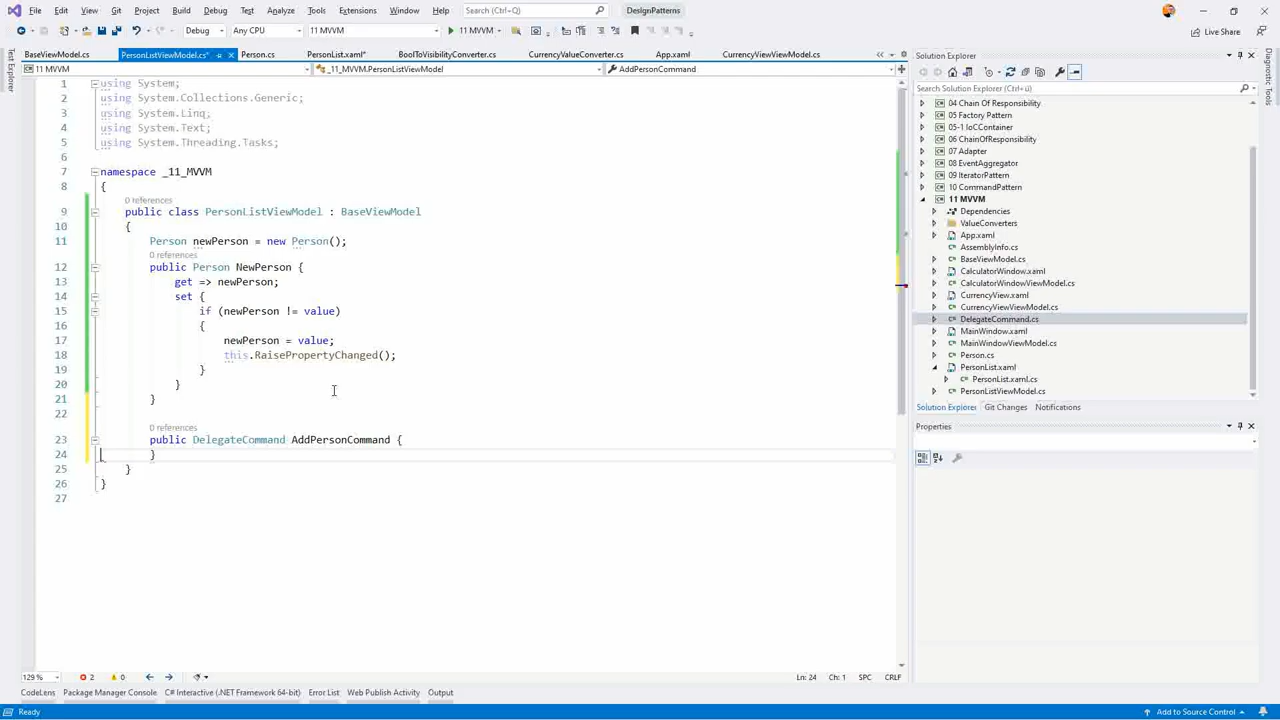 File Edit View Git Project Build Debug Test Analyze Tools Extensions Window Help Search (Ctrl+Q) DesignPatterns
Debug Any CPU 11 MVVM 11 MVVM Live Share
BaseViewModel.cs PersonListViewModel.cs* Person.cs PersonList.xaml* BoolToVisibilityConverter.cs CurrencyValueConverter.cs App.xaml CurrencyViewModel.cs
11 MVVM _11_MVVM.PersonListViewModel AddPersonCommand
Test Explorer
1 using System;
2 using System.Collections.Generic;
3 using System.Linq;
4 using System.Text;
5 using System.Threading.Tasks;
6
7 namespace _11_MVVM
8 {
0 references
9 public class PersonListViewModel : BaseViewModel
10 {
11 Person newPerson = new Person();
0 references
12 public Person NewPerson {
13 get => newPerson;
14 set {
15 if (newPerson != value)
16 {
17 newPerson = value;
18 this.RaisePropertyChanged();
19 }
20 }
21 }
22
0 references
23 public DelegateCommand AddPersonCommand {
24 }
25 }
26 }
27
129 % 2 0 Ln: 24 Ch: 1 SPC CRLF
CodeLens Package Manager Console C# Interactive (.NET Framework 64-bit) Error List Web Publish Activity Output
Ready Add to Source Control
Solution Explorer
Search Solution Explorer (Ctrl+ü)
04 Chain Of Responsibility
05 Factory Pattern
05-1 IoCContainer
06 ChainOfResponsibility
07 Adapter
08 EventAggregator
09 IteratorPattern
10 CommandPattern
11 MVVM
Dependencies
ValueConverters
App.xaml
AssemblyInfo.cs
BaseViewModel.cs
CalculatorWindow.xaml
CalculatorWindowViewModel.cs
CurrencyView.xaml
CurrencyViewModel.cs
DelegateCommand.cs
MainWindow.xaml
MainWindowViewModel.cs
Person.cs
PersonList.xaml
PersonList.xaml.cs
PersonListViewModel.cs
Solution Explorer Git Changes Notifications
Properties
Diagnostic Tools